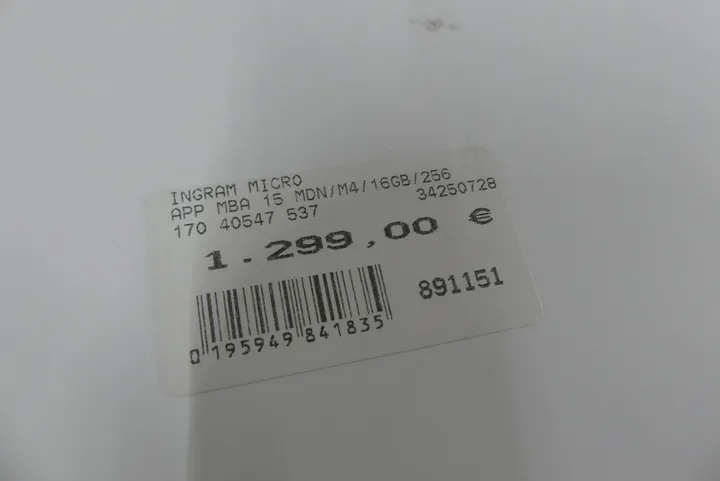 INGRAM MICRO
APP MBA 15 MDN/M4/16GB/256
170 40547 537 34250728
1.299,00 €
891151
0 195949 841835